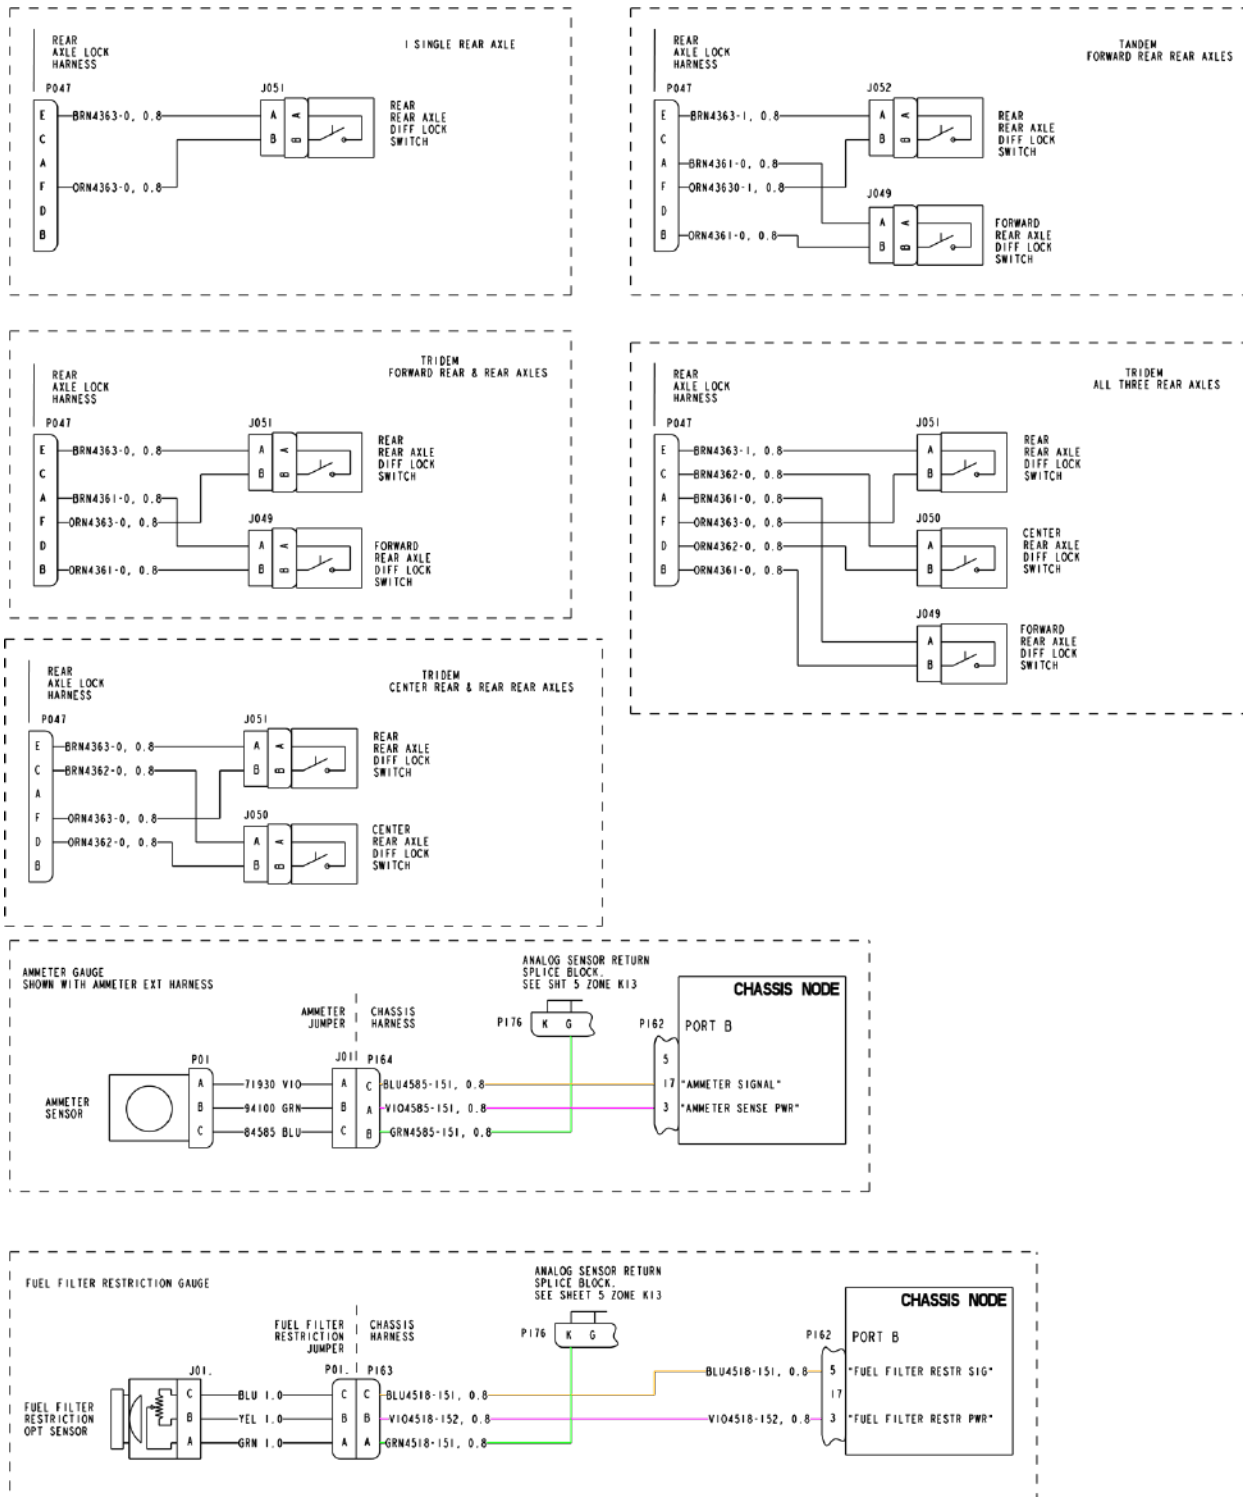 REAR
AXLE LOCK
HARNESS
1 SINGLE REAR AXLE
P047
J051
E
C
A
F
D
B
BRN4363-0, 0.8
ORN4363-0, 0.8
A A
B B
REAR
REAR AXLE
DIFF LOCK
SWITCH
REAR
AXLE LOCK
HARNESS
TANDEM
FORWARD REAR REAR AXLES
P047
J052
E
C
A
F
D
B
BRN4363-1, 0.8
BRN4361-0, 0.8
ORN43630-1, 0.8
ORN4361-0, 0.8
A A
B B
REAR
REAR AXLE
DIFF LOCK
SWITCH
J049
A A
B B
FORWARD
REAR AXLE
DIFF LOCK
SWITCH
REAR
AXLE LOCK
HARNESS
TRIDEM
FORWARD REAR & REAR AXLES
P047
J051
E
C
A
F
D
B
BRN4363-0, 0.8
BRN4361-0, 0.8
ORN4363-0, 0.8
ORN4361-0, 0.8
A A
B B
REAR
REAR AXLE
DIFF LOCK
SWITCH
J049
A A
B B
FORWARD
REAR AXLE
DIFF LOCK
SWITCH
REAR
AXLE LOCK
HARNESS
TRIDEM
ALL THREE REAR AXLES
P047
J051
E
C
A
F
D
B
BRN4363-1, 0.8
BRN4362-0, 0.8
BRN4361-0, 0.8
ORN4363-0, 0.8
ORN4362-0, 0.8
ORN4361-0, 0.8
A
B
REAR
REAR AXLE
DIFF LOCK
SWITCH
J050
A
B
CENTER
REAR AXLE
DIFF LOCK
SWITCH
J049
A
B
FORWARD
REAR AXLE
DIFF LOCK
SWITCH
REAR
AXLE LOCK
HARNESS
TRIDEM
CENTER REAR & REAR REAR AXLES
P047
J051
E
C
A
F
D
B
BRN4363-0, 0.8
BRN4362-0, 0.8
ORN4363-0, 0.8
ORN4362-0, 0.8
A A
B B
REAR
REAR AXLE
DIFF LOCK
SWITCH
J050
A A
B B
CENTER
REAR AXLE
DIFF LOCK
SWITCH
AMMETER GAUGE
SHOWN WITH AMMETER EXT HARNESS
ANALOG SENSOR RETURN
SPLICE BLOCK.
SEE SHT 5 ZONE K13
CHASSIS NODE
AMMETER
JUMPER
CHASSIS
HARNESS
P176
K G
P162
PORT B
P01
J011
P164
AMMETER
SENSOR
A 71930 VIO A C BLU4585-151, 0.8
B 94100 GRN B A VIO4585-151, 0.8
C 84585 BLU C B GRN4585-151, 0.8
5
17 "AMMETER SIGNAL"
3 "AMMETER SENSE PWR"
FUEL FILTER RESTRICTION GAUGE
ANALOG SENSOR RETURN
SPLICE BLOCK.
SEE SHEET 5 ZONE K13
CHASSIS NODE
FUEL FILTER
RESTRICTION
JUMPER
CHASSIS
HARNESS
P176
K G
P162
PORT B
J01.
P01.
P163
FUEL FILTER
RESTRICTION
OPT SENSOR
C BLU 1.0 C C BLU4518-151, 0.8
B YEL 1.0 B B VIO4518-152, 0.8
A GRN 1.0 A A GRN4518-151, 0.8
BLU4518-151, 0.8 5 "FUEL FILTER RESTR SIG"
17
VIO4518-152, 0.8 3 "FUEL FILTER RESTR PWR"